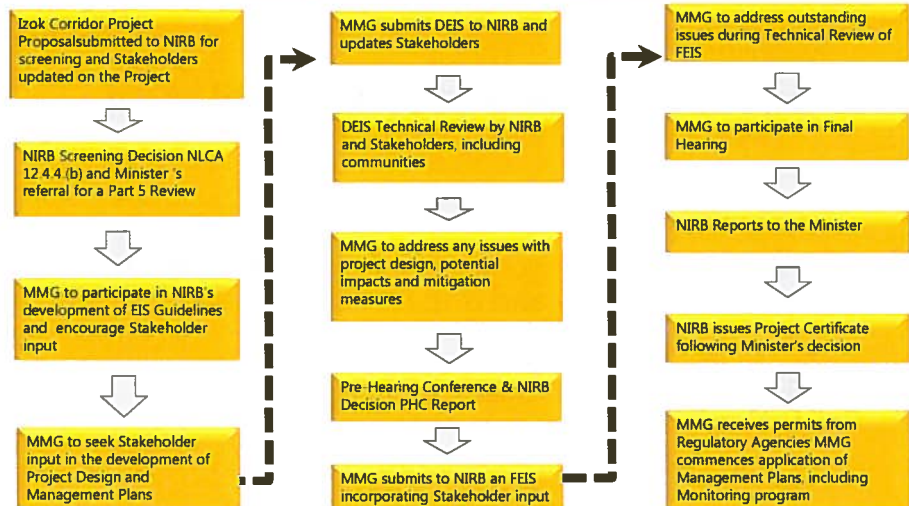 Izok Corridor Project
Proposalsubmitted to NIRB for
screening and Stakeholders
updated on the Project
NIRB Screening Decision NLCA
12.4.4.(b) and Minister's
referral for a Part 5 Review
MMG to participate in NIRB's
development of EIS Guidelines
and encourage Stakeholder
input
MMG to seek Stakeholder
input in the development of
Project Design and
Management Plans
MMG submits DEIS to NIRB and
updates Stakeholders
DEIS Technical Review by NIRB
and Stakeholders, including
communities
MMG to address any issues with
project design, potential
impacts and mitigation
measures
Pre-Hearing Conference & NIRB
Decision PHC Report
MMG submits to NIRB an FEIS
incorporating Stakeholder input
MMG to address outstanding
issues during Technical Review of
FEIS
MMG to participate in Final
Hearing
NIRB Reports to the Minister
NIRB issues Project Certificate
following Minister's decision
MMG receives permits from
Regulatory Agencies MMG
commences application of
Management Plans, including
Monitoring program